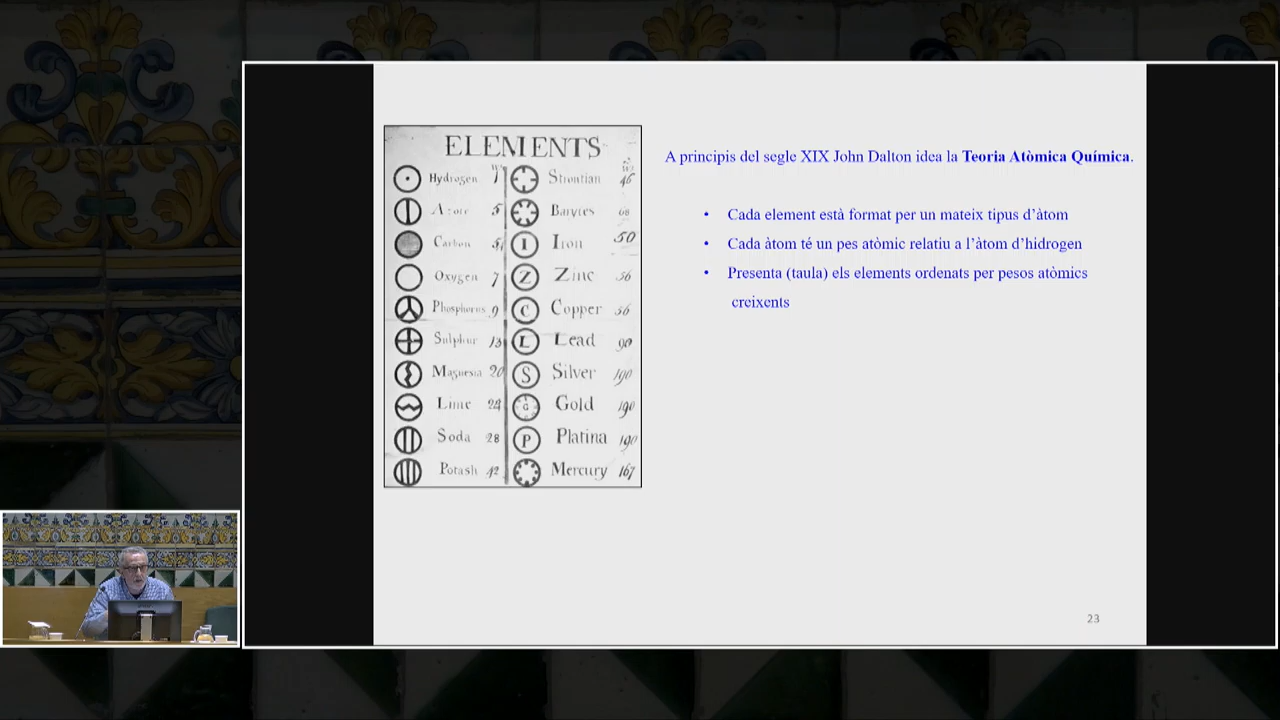 ELEMENTS
Hydrogen 1
Azote 5
Carbon 5
Oxygen 7
Phosphorus 9
Sulphur 13
Magnesia 20
Lime 24
Soda 28
Potash 42
Strontian 46
Barytes 68
Iron 50
Zinc 56
Copper 56
Lead 90
Silver 190
Gold 190
Platina 190
Mercury 167
A principis del segle XIX John Dalton idea la Teoria Atòmica Química.
• Cada element està format per un mateix tipus d'àtom
• Cada àtom té un pes atòmic relatiu a l'àtom d'hidrogen
• Presenta (taula) els elements ordenats per pesos atòmics
creixents
23